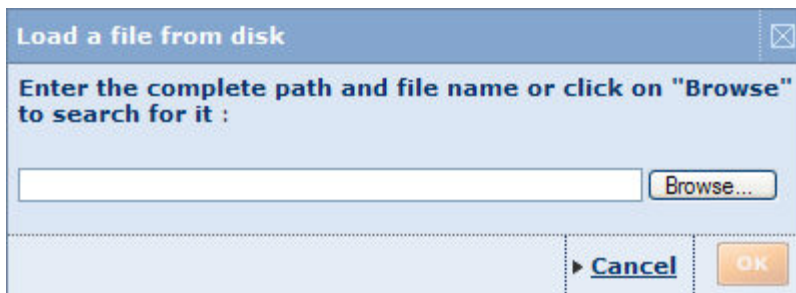 Load a file from disk
Enter the complete path and file name or click on "Browse"
to search for it :
Browse...
Cancel
OK